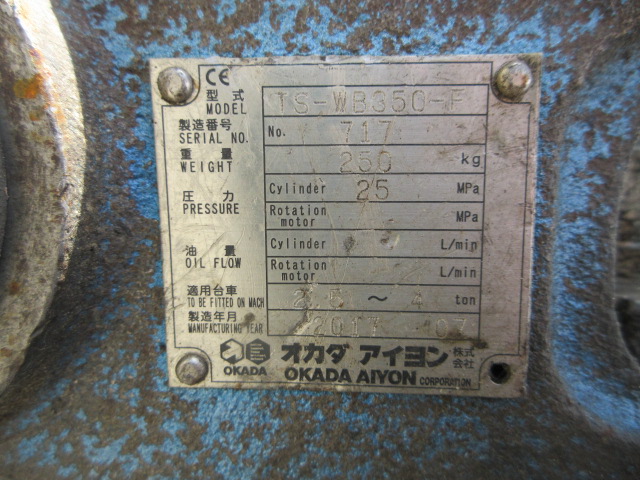 CE
型式 MODEL TS-WB350-F
製造番号 SERIAL NO. No. 717
重量 WEIGHT 250 kg
圧力 PRESSURE Cylinder 25 MPa
Rotation motor MPa
油量 OIL FLOW Cylinder L/min
Rotation motor L/min
適用台車 TO BE FITTED ON MACH 2.5 ～ 4 ton
製造年月 MANUFACTURING YEAR 2017 07
OKADA オカダ アイヨン 株式会社
OKADA AIYON CORPORATION